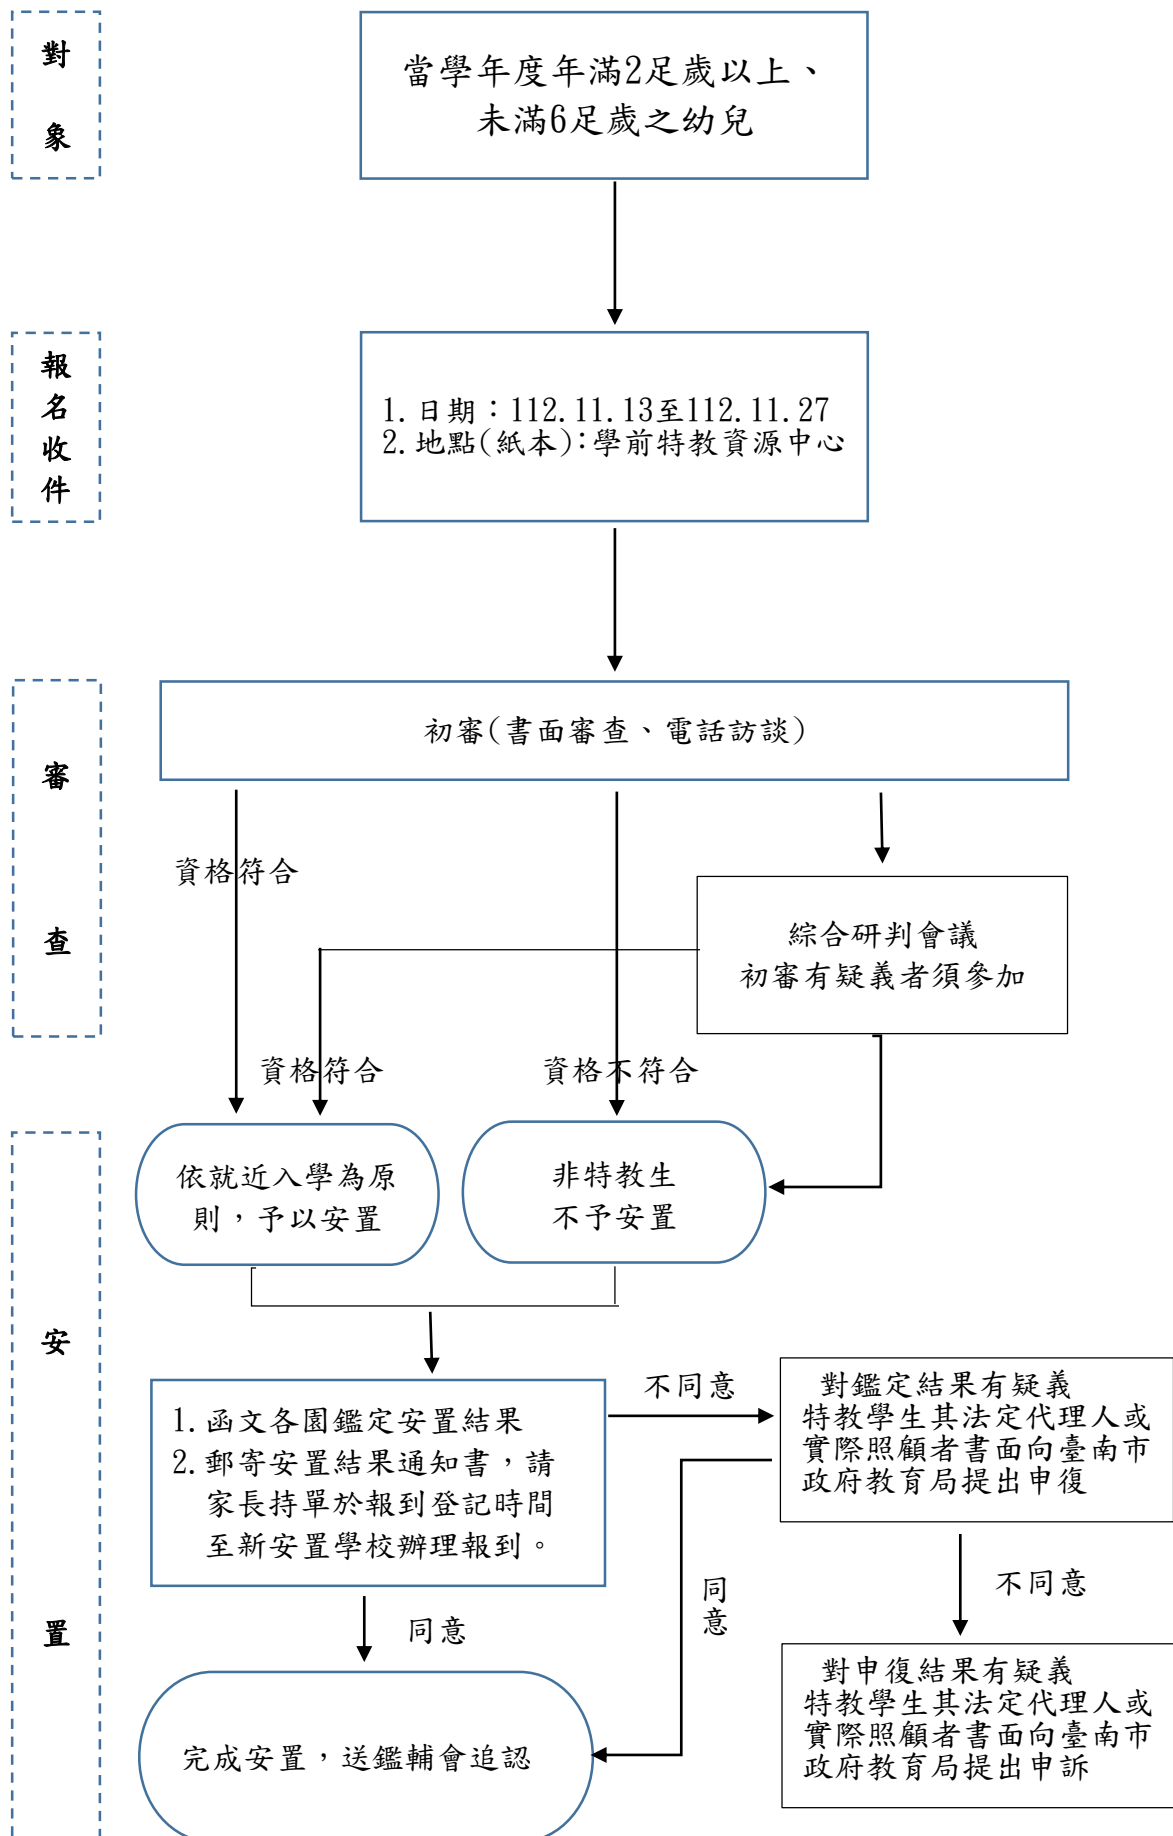 對象
當學年度年滿2足歲以上、
未滿6足歲之幼兒
報名收件
1.日期：112.11.13至112.11.27
2.地點(紙本):學前特教資源中心
審查
初審(書面審查、電話訪談)
資格符合
綜合研判會議
初審有疑義者須參加
資格符合
資格不符合
依就近入學為原
則，予以安置
非特教生
不予安置
安置
1.函文各園鑑定安置結果
2.郵寄安置結果通知書，請
家長持單於報到登記時間
至新安置學校辦理報到。
不同意
對鑑定結果有疑義
特教學生其法定代理人或
實際照顧者書面向臺南市
政府教育局提出申復
同意
同意
不同意
完成安置，送鑑輔會追認
對申復結果有疑義
特教學生其法定代理人或
實際照顧者書面向臺南市
政府教育局提出申訴